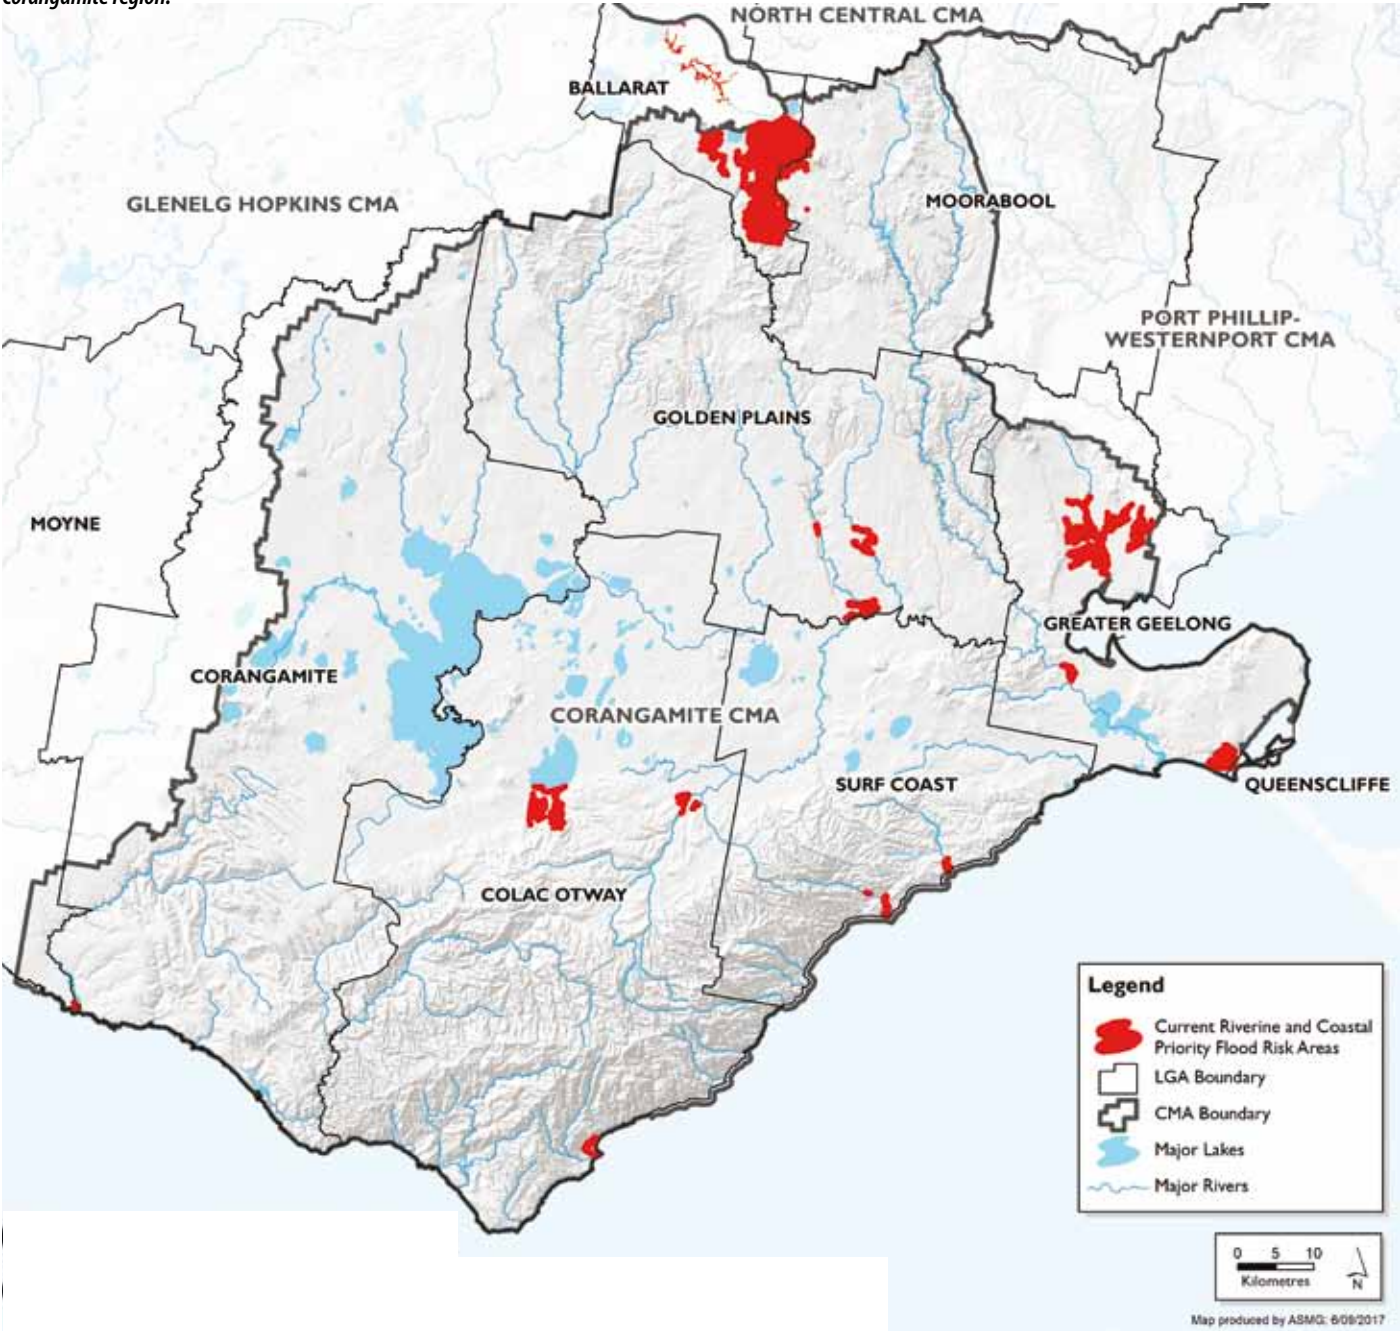 Corangamite region.
NORTH CENTRAL CMA
BALLARAT
GLENELG HOPKINS CMA
MOORABOOL
PORT PHILLIP-
WESTERNPORT CMA
GOLDEN PLAINS
MOYNE
GREATER GEELONG
CORANGAMITE
CORANGAMITE CMA
SURF COAST
QUEENSCLIFFE
COLAC OTWAY
Legend
Current Riverine and Coastal
Priority Flood Risk Areas
LGA Boundary
CMA Boundary
Major Lakes
Major Rivers
0 5 10
Kilometres
N
Map produced by ASMG: 6/09/2017